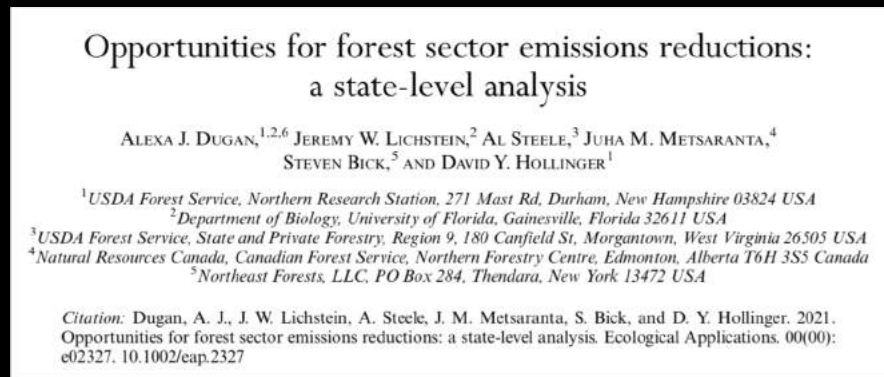 Opportunities for forest sector emissions reductions:
a state-level analysis
ALEXA J. DUGAN,1,2,6 JEREMY W. LICHSTEIN,2 AL STEELE,3 JUHA M. METSARANTA,4
STEVEN BICK,5 AND DAVID Y. HOLLINGER1
1USDA Forest Service, Northern Research Station, 271 Mast Rd, Durham, New Hampshire 03824 USA
2Department of Biology, University of Florida, Gainesville, Florida 32611 USA
3USDA Forest Service, State and Private Forestry, Region 9, 180 Canfield St, Morgantown, West Virginia 26505 USA
4Natural Resources Canada, Canadian Forest Service, Northern Forestry Centre, Edmonton, Alberta T6H 3S5 Canada
5Northeast Forests, LLC, PO Box 284, Thendara, New York 13472 USA
Citation: Dugan, A. J., J. W. Lichstein, A. Steele, J. M. Metsaranta, S. Bick, and D. Y. Hollinger. 2021.
Opportunities for forest sector emissions reductions: a state-level analysis. Ecological Applications. 00(00):
e02327. 10.1002/eap.2327